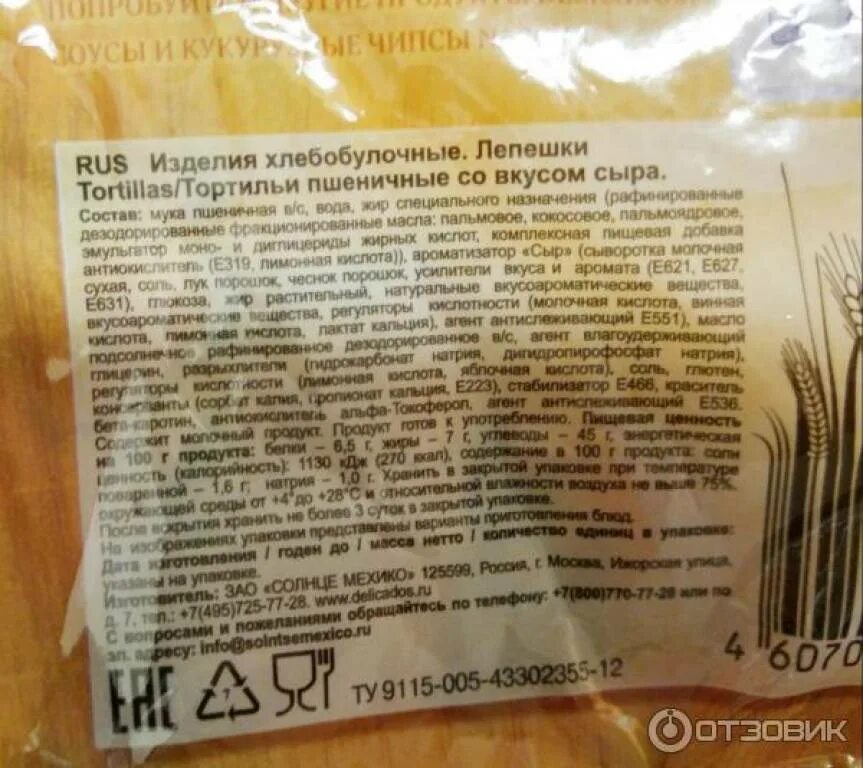 ПОПРОБУЙТЕ
СОУСЫ И КУКУРУЗНЫЕ ЧИПСЫ
RUS Изделия хлебобулочные. Лепешки
Tortillas/Тортильи пшеничные со вкусом сыра.
Состав: мука пшеничная в/с, вода, жир специального назначения (рафинированные
дезодорированные фракционированные масла: пальмовое, кокосовое, пальмоядровое,
эмульгатор моно- и диглицериды жирных кислот, комплексная пищевая добавка
антиокислитель (Е319, лимонная кислота)), ароматизатор «Сыр» (сыворотка молочная
сухая, соль, лук порошок, чеснок порошок, усилители вкуса и аромата (Е621, Е627,
Е631), глюкоза, жир растительный, натуральные вкусоароматические вещества,
вкусоароматические вещества, регуляторы кислотности (молочная кислота, винная
кислота, лимонная кислота, лактат кальция), агент антислеживающий Е551), масло
подсолнечное рафинированное дезодорированное в/с, агент влагоудерживающий
глицерин, разрыхлители (гидрокарбонат натрия, дигидропирофосфат натрия),
регуляторы кислотности (лимонная кислота, яблочная кислота), соль, глютен,
консерванты (сорбат калия, пропионат кальция, Е223), стабилизатор Е466, краситель
бета-каротин, антиокислитель альфа-Токоферол, агент антислеживающий Е536.
Содержит молочный продукт. Продукт готов к употреблению. Пищевая ценность
на 100 г продукта: белки – 6,5 г, жиры – 7 г, углеводы – 45 г, энергетическая
ценность (калорийность): 1130 кДж (270 ккал), содержание в 100 г продукта: соли
поваренной – 1,6 г; натрия – 1,0 г. Хранить в закрытой упаковке при температуре
окружающей среды от +4° до +28°С и относительной влажности воздуха не выше 75%.
После вскрытия хранить не более 3 суток в закрытой упаковке.
На изображениях упаковки представлены варианты приготовления блюд.
Дата изготовления / годен до / масса нетто / количество единиц в упаковке:
указаны на упаковке.
Изготовитель: ЗАО «СОЛНЦЕ МЕХИКО» 125599, Россия, г. Москва, Ижорская улица,
д. 7, тел.: +7(495)725-77-28. www.delicados.ru
С вопросами и пожеланиями обращайтесь по телефону: +7(800)770-77-28 или по
эл. адресу: info@solntsemexico.ru
EAC 7 ТУ 9115-005-43302355-12
4 6070
ОТЗОВИК